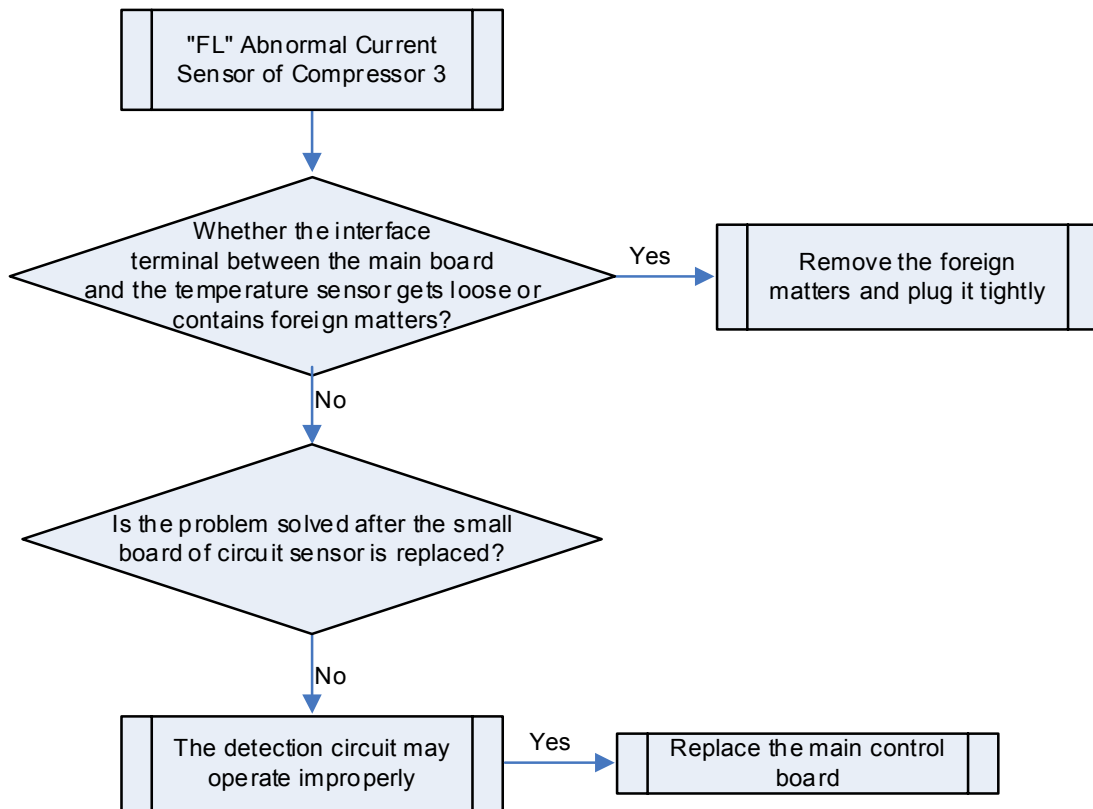 "FL" Abnormal Current
Sensor of Compressor 3
Whether the interface
terminal between the main board
and the temperature sensor gets loose or
contains foreign matters?
Yes
Remove the foreign
matters and plug it tightly
No
Is the problem solved after the small
board of circuit sensor is replaced?
No
The detection circuit may
operate improperly
Yes
Replace the main control
board